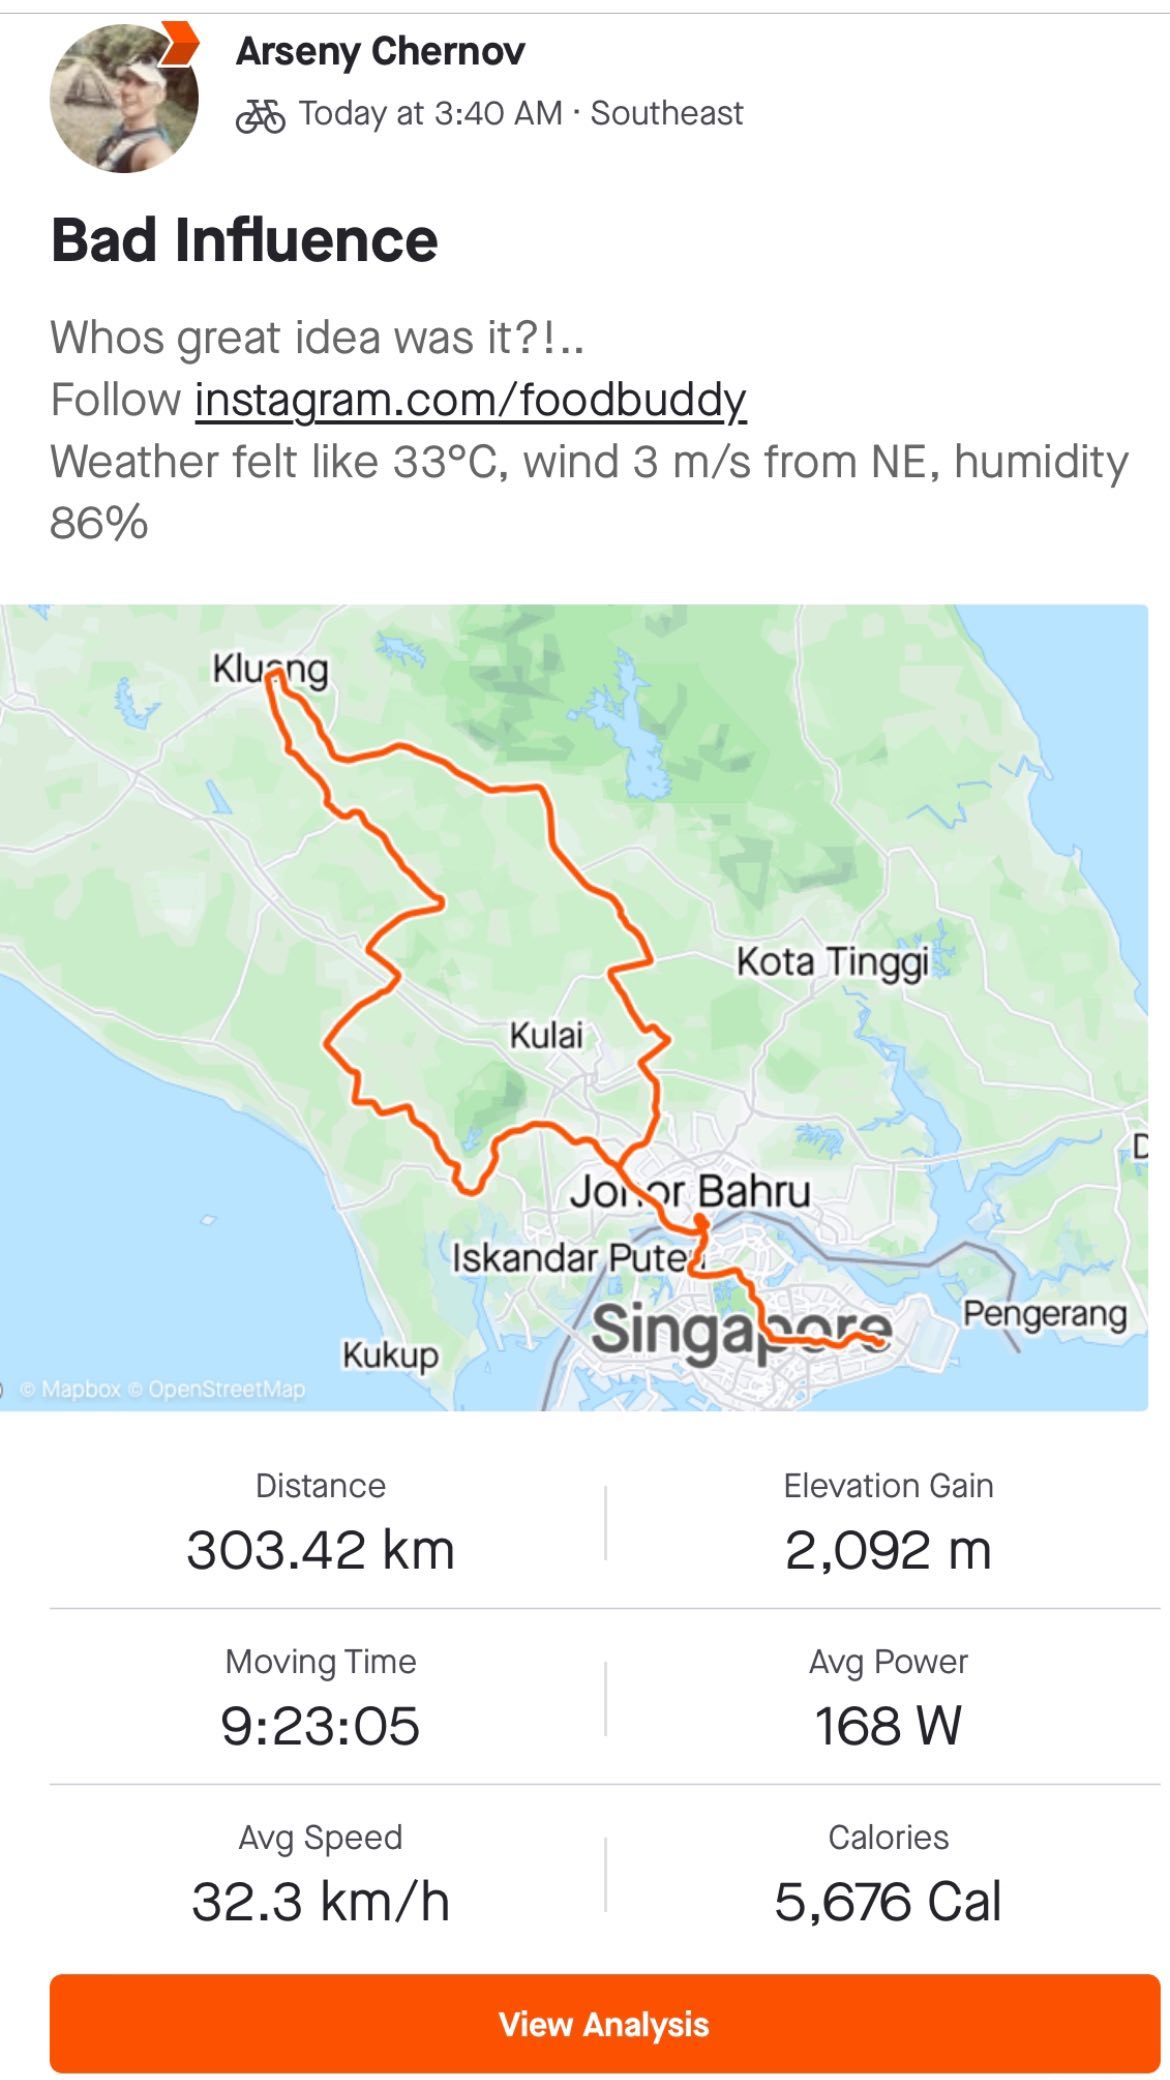 Arseny Chernov
Today at 3:40 AM · Southeast
Bad Influence
Whos great idea was it?!..
Follow instagram.com/foodbuddy
Weather felt like 33°C, wind 3 m/s from NE, humidity
86%
Kluang
Kota Tinggi
Kulai
D
Johor Bahru
Iskandar Puteri
Singapore
Pengerang
Kukup
© Mapbox © OpenStreetMap
Distance
303.42 km
Elevation Gain
2,092 m
Moving Time
9:23:05
Avg Power
168 W
Avg Speed
32.3 km/h
Calories
5,676 Cal
View Analysis